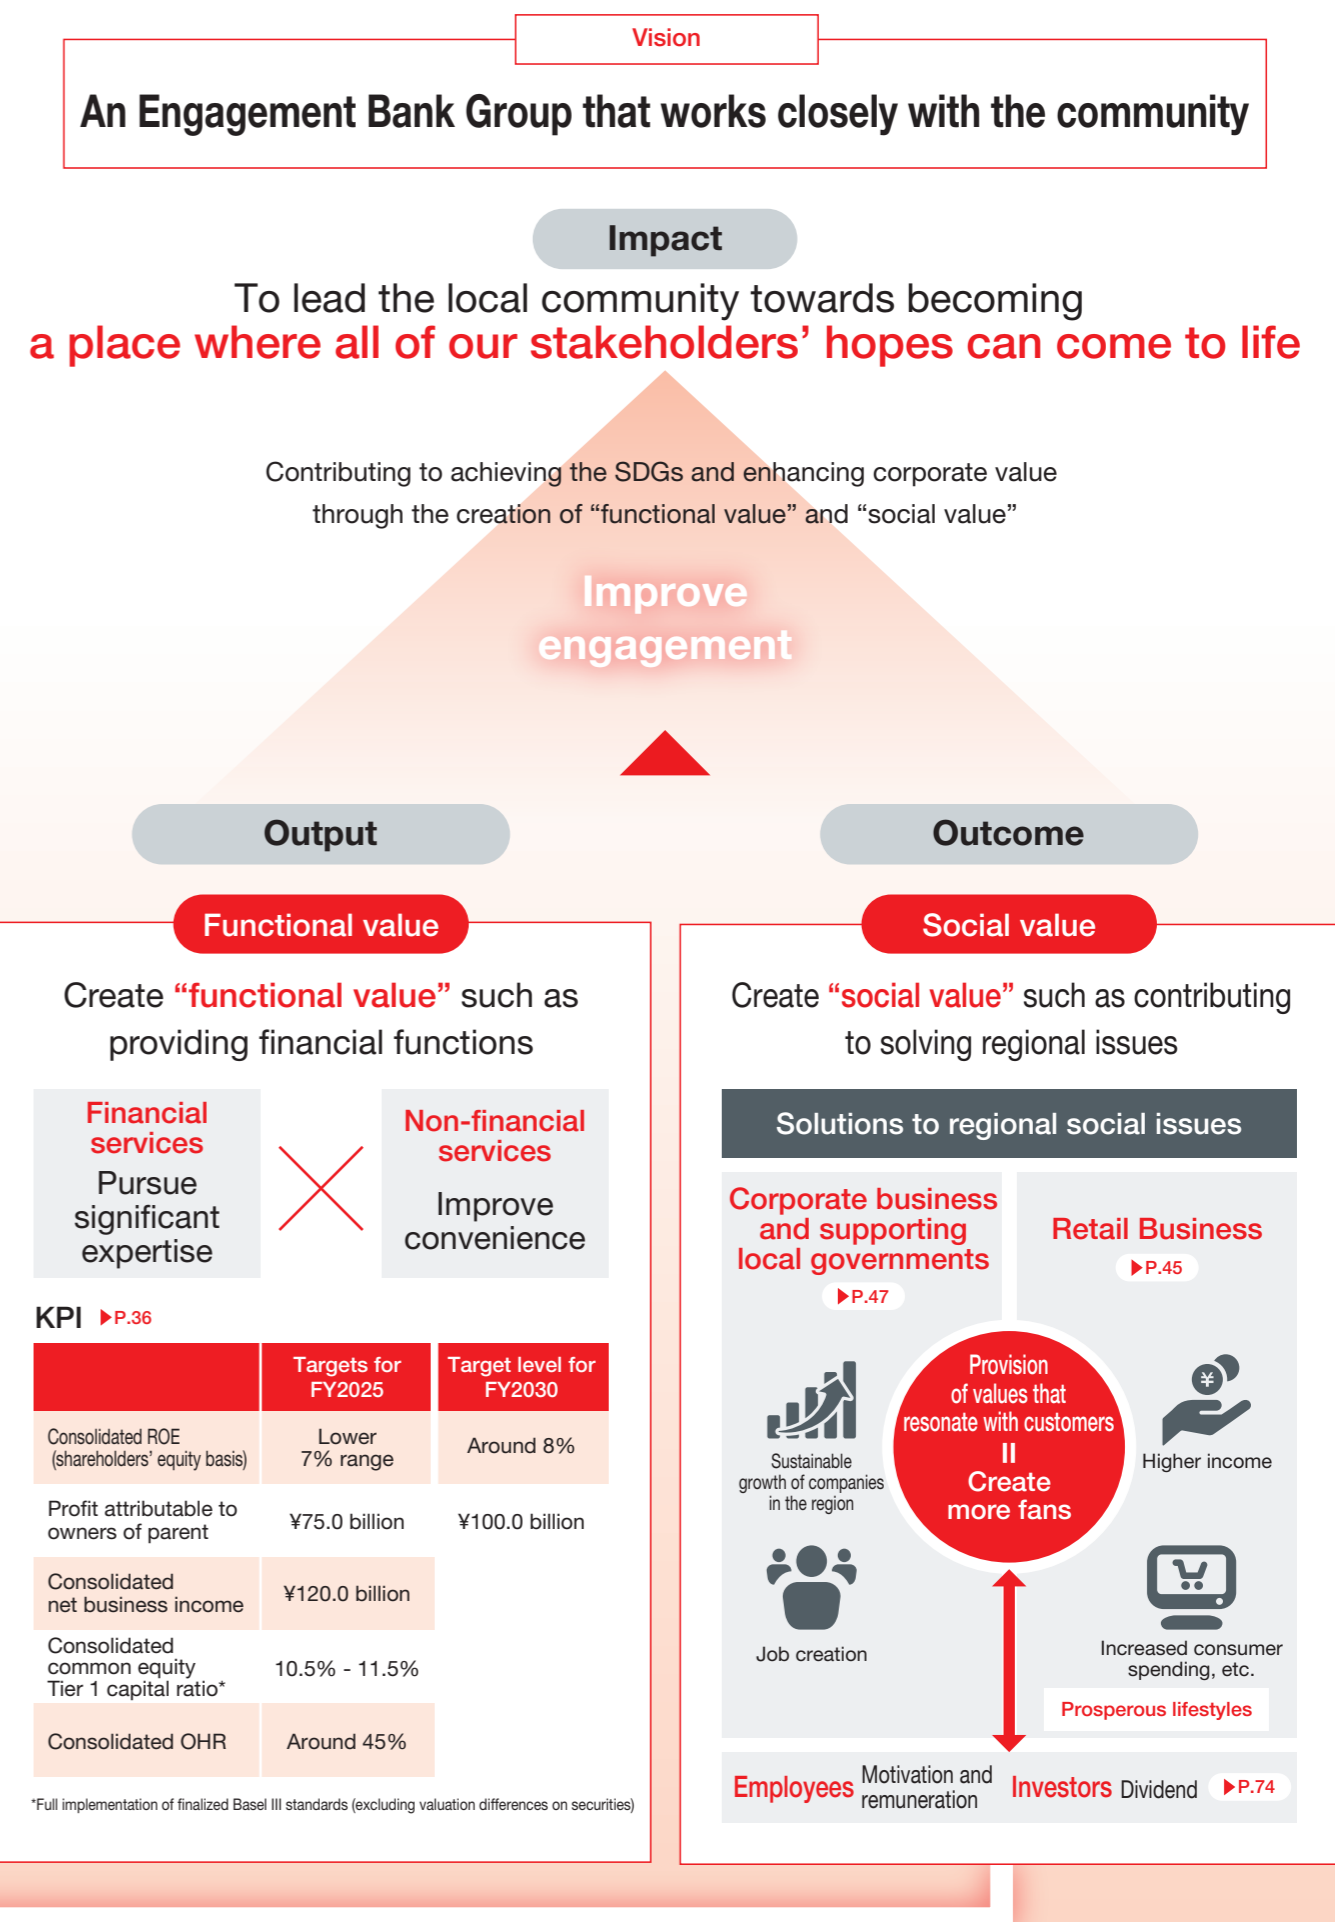 Vision
An Engagement Bank Group that works closely with the community
Impact
To lead the local community towards becoming
a place where all of our stakeholders’ hopes can come to life
Contributing to achieving the SDGs and enhancing corporate value
through the creation of “functional value” and “social value”
Improve
engagement
Output
Functional value
Create “functional value” such as
providing financial functions
Financial
services
Pursue
significant
expertise
Non-financial
services
Improve
convenience
KPI ▶P.36
Targets for
FY2025
Target level for
FY2030
Consolidated ROE
(shareholders’ equity basis)
Lower
7% range
Around 8%
Profit attributable to
owners of parent
¥75.0 billion
¥100.0 billion
Consolidated
net business income
¥120.0 billion
Consolidated
common equity
Tier 1 capital ratio*
10.5% - 11.5%
Consolidated OHR
Around 45%
*Full implementation of finalized Basel III standards (excluding valuation differences on securities)
Outcome
Social value
Create “social value” such as contributing
to solving regional issues
Solutions to regional social issues
Corporate business
and supporting
local governments
▶P.47
Retail Business
▶P.45
Provision
of values that
resonate with customers
=
Create
more fans
Sustainable
growth of companies
in the region
¥
Higher income
Job creation
Increased consumer
spending, etc.
Prosperous lifestyles
Employees
Motivation and
remuneration
Investors Dividend ▶P.74